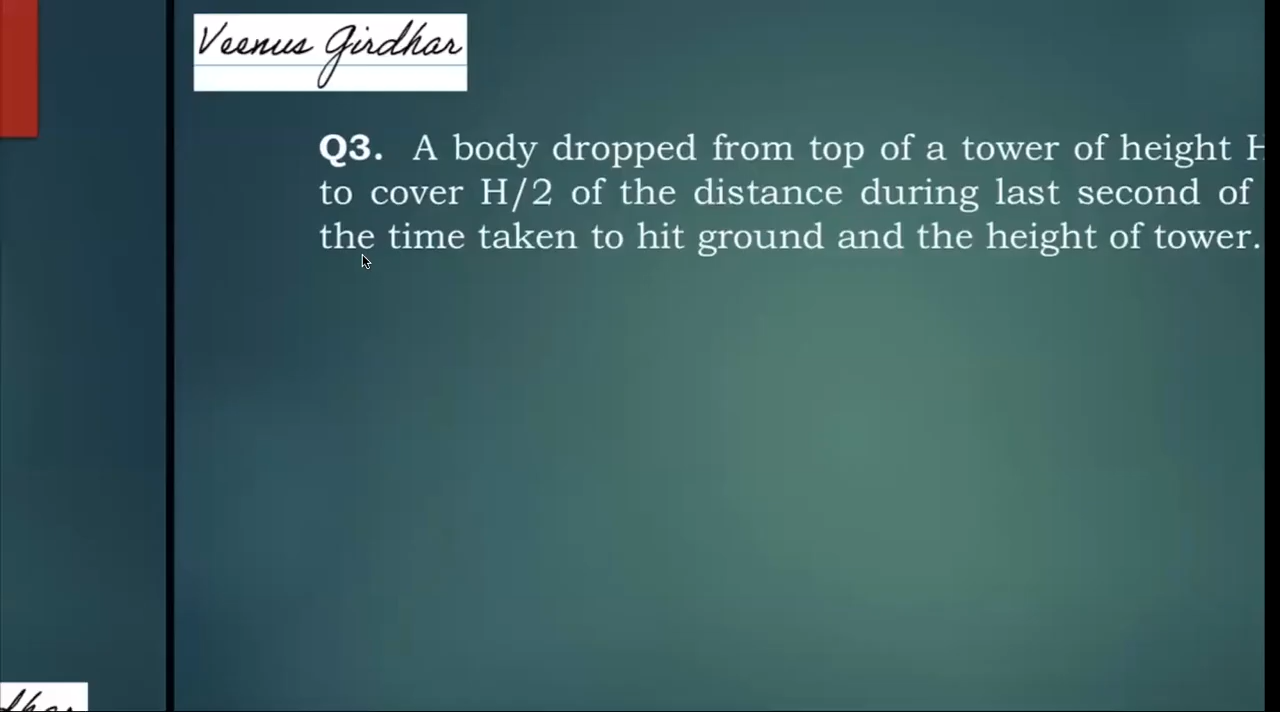 Veenus Girdhar
Q3. A body dropped from top of a tower of height H
to cover H/2 of the distance during last second of
the time taken to hit ground and the height of tower.